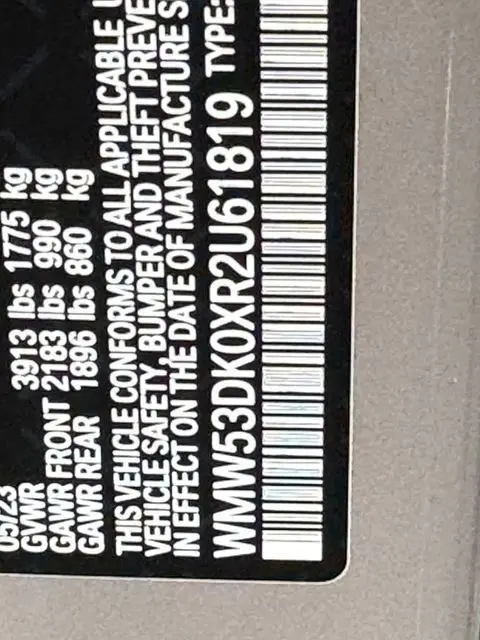 05/23
GVWR 3913 lbs 1775 kg
GAWR FRONT 2183 lbs 990 kg
GAWR REAR 1896 lbs 860 kg
THIS VEHICLE CONFORMS TO ALL APPLICABLE
VEHICLE SAFETY, BUMPER AND THEFT PREVE
IN EFFECT ON THE DATE OF MANUFACTURE S
WMW53DK0XR2U61819 TYPE: